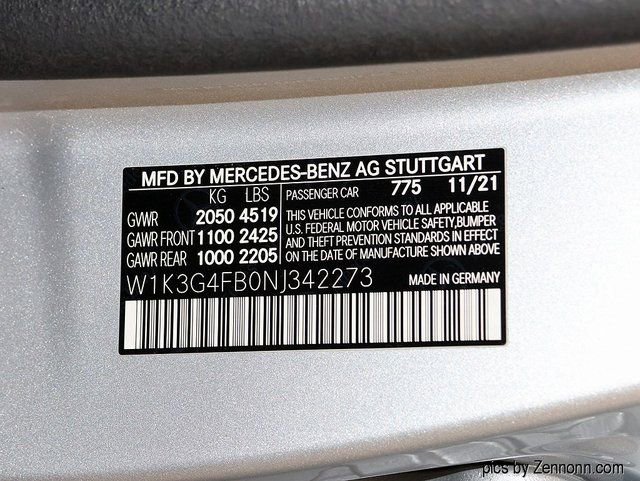 MFD BY MERCEDES-BENZ AG STUTTGART
KG LBS
GVWR 2050 4519
GAWR FRONT 1100 2425
GAWR REAR 1000 2205
PASSENGER CAR 775 11/21
THIS VEHICLE CONFORMS TO ALL APPLICABLE
U.S. FEDERAL MOTOR VEHICLE SAFETY,BUMPER
AND THEFT PREVENTION STANDARDS IN EFFECT
ON THE DATE OF MANUFACTURE SHOWN ABOVE
W1K3G4FB0NJ342273
MADE IN GERMANY
pics by Zennonn.com